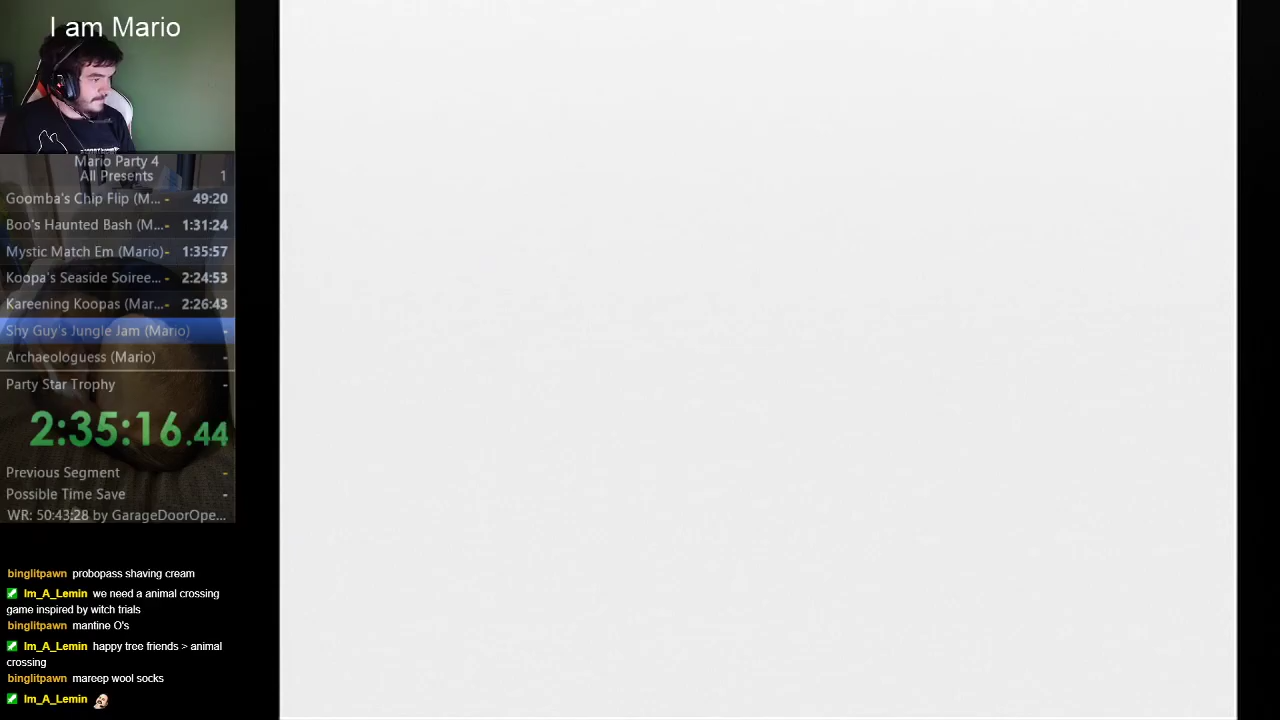 I am Mario
Mario Party 4
All Presents 1
Goomba's Chip Flip (M... - 49:20
Boo's Haunted Bash (M... - 1:31:24
Mystic Match Em (Mario) - 1:35:57
Koopa's Seaside Soiree... - 2:24:53
Kareening Koopas (Mar... - 2:26:43
Shy Guy's Jungle Jam (Mario) -
Archaeologuess (Mario) -
Party Star Trophy -
2:35:16.44
Previous Segment -
Possible Time Save -
WR: 50:43:28 by GarageDoorOpe...
binglitpawn probopass shaving cream
Im_A_Lemin we need a animal crossing
game inspired by witch trials
binglitpawn mantine O's
Im_A_Lemin happy tree friends > animal
crossing
binglitpawn mareep wool socks
Im_A_Lemin